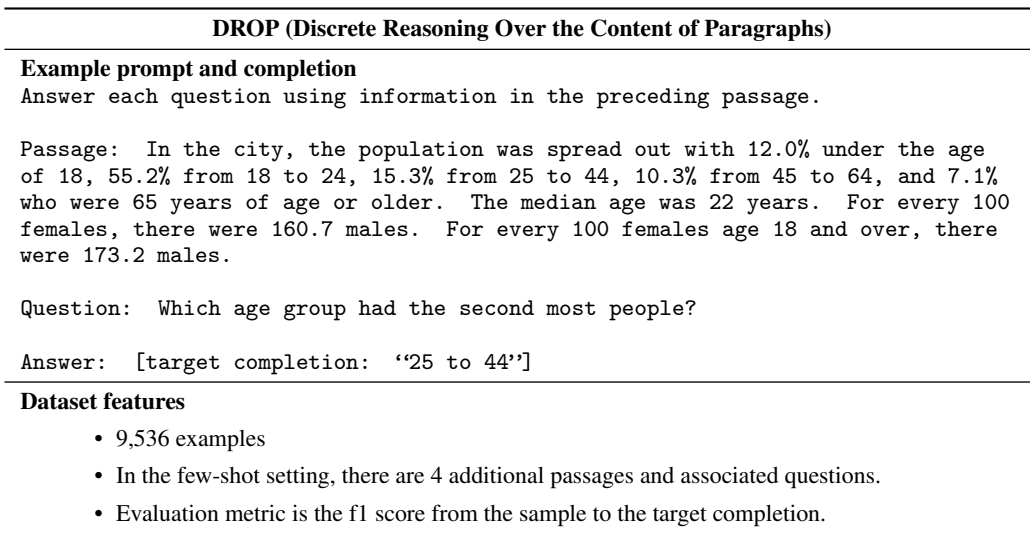 DROP (Discrete Reasoning Over the Content of Paragraphs)
Example prompt and completion
Answer each question using information in the preceding passage.
Passage: In the city, the population was spread out with 12.0% under the age
of 18, 55.2% from 18 to 24, 15.3% from 25 to 44, 10.3% from 45 to 64, and 7.1%
who were 65 years of age or older. The median age was 22 years. For every 100
females, there were 160.7 males. For every 100 females age 18 and over, there
were 173.2 males.
Question: Which age group had the second most people?
Answer: [target completion: ‘‘25 to 44’’]
Dataset features
• 9,536 examples
• In the few-shot setting, there are 4 additional passages and associated questions.
• Evaluation metric is the f1 score from the sample to the target completion.